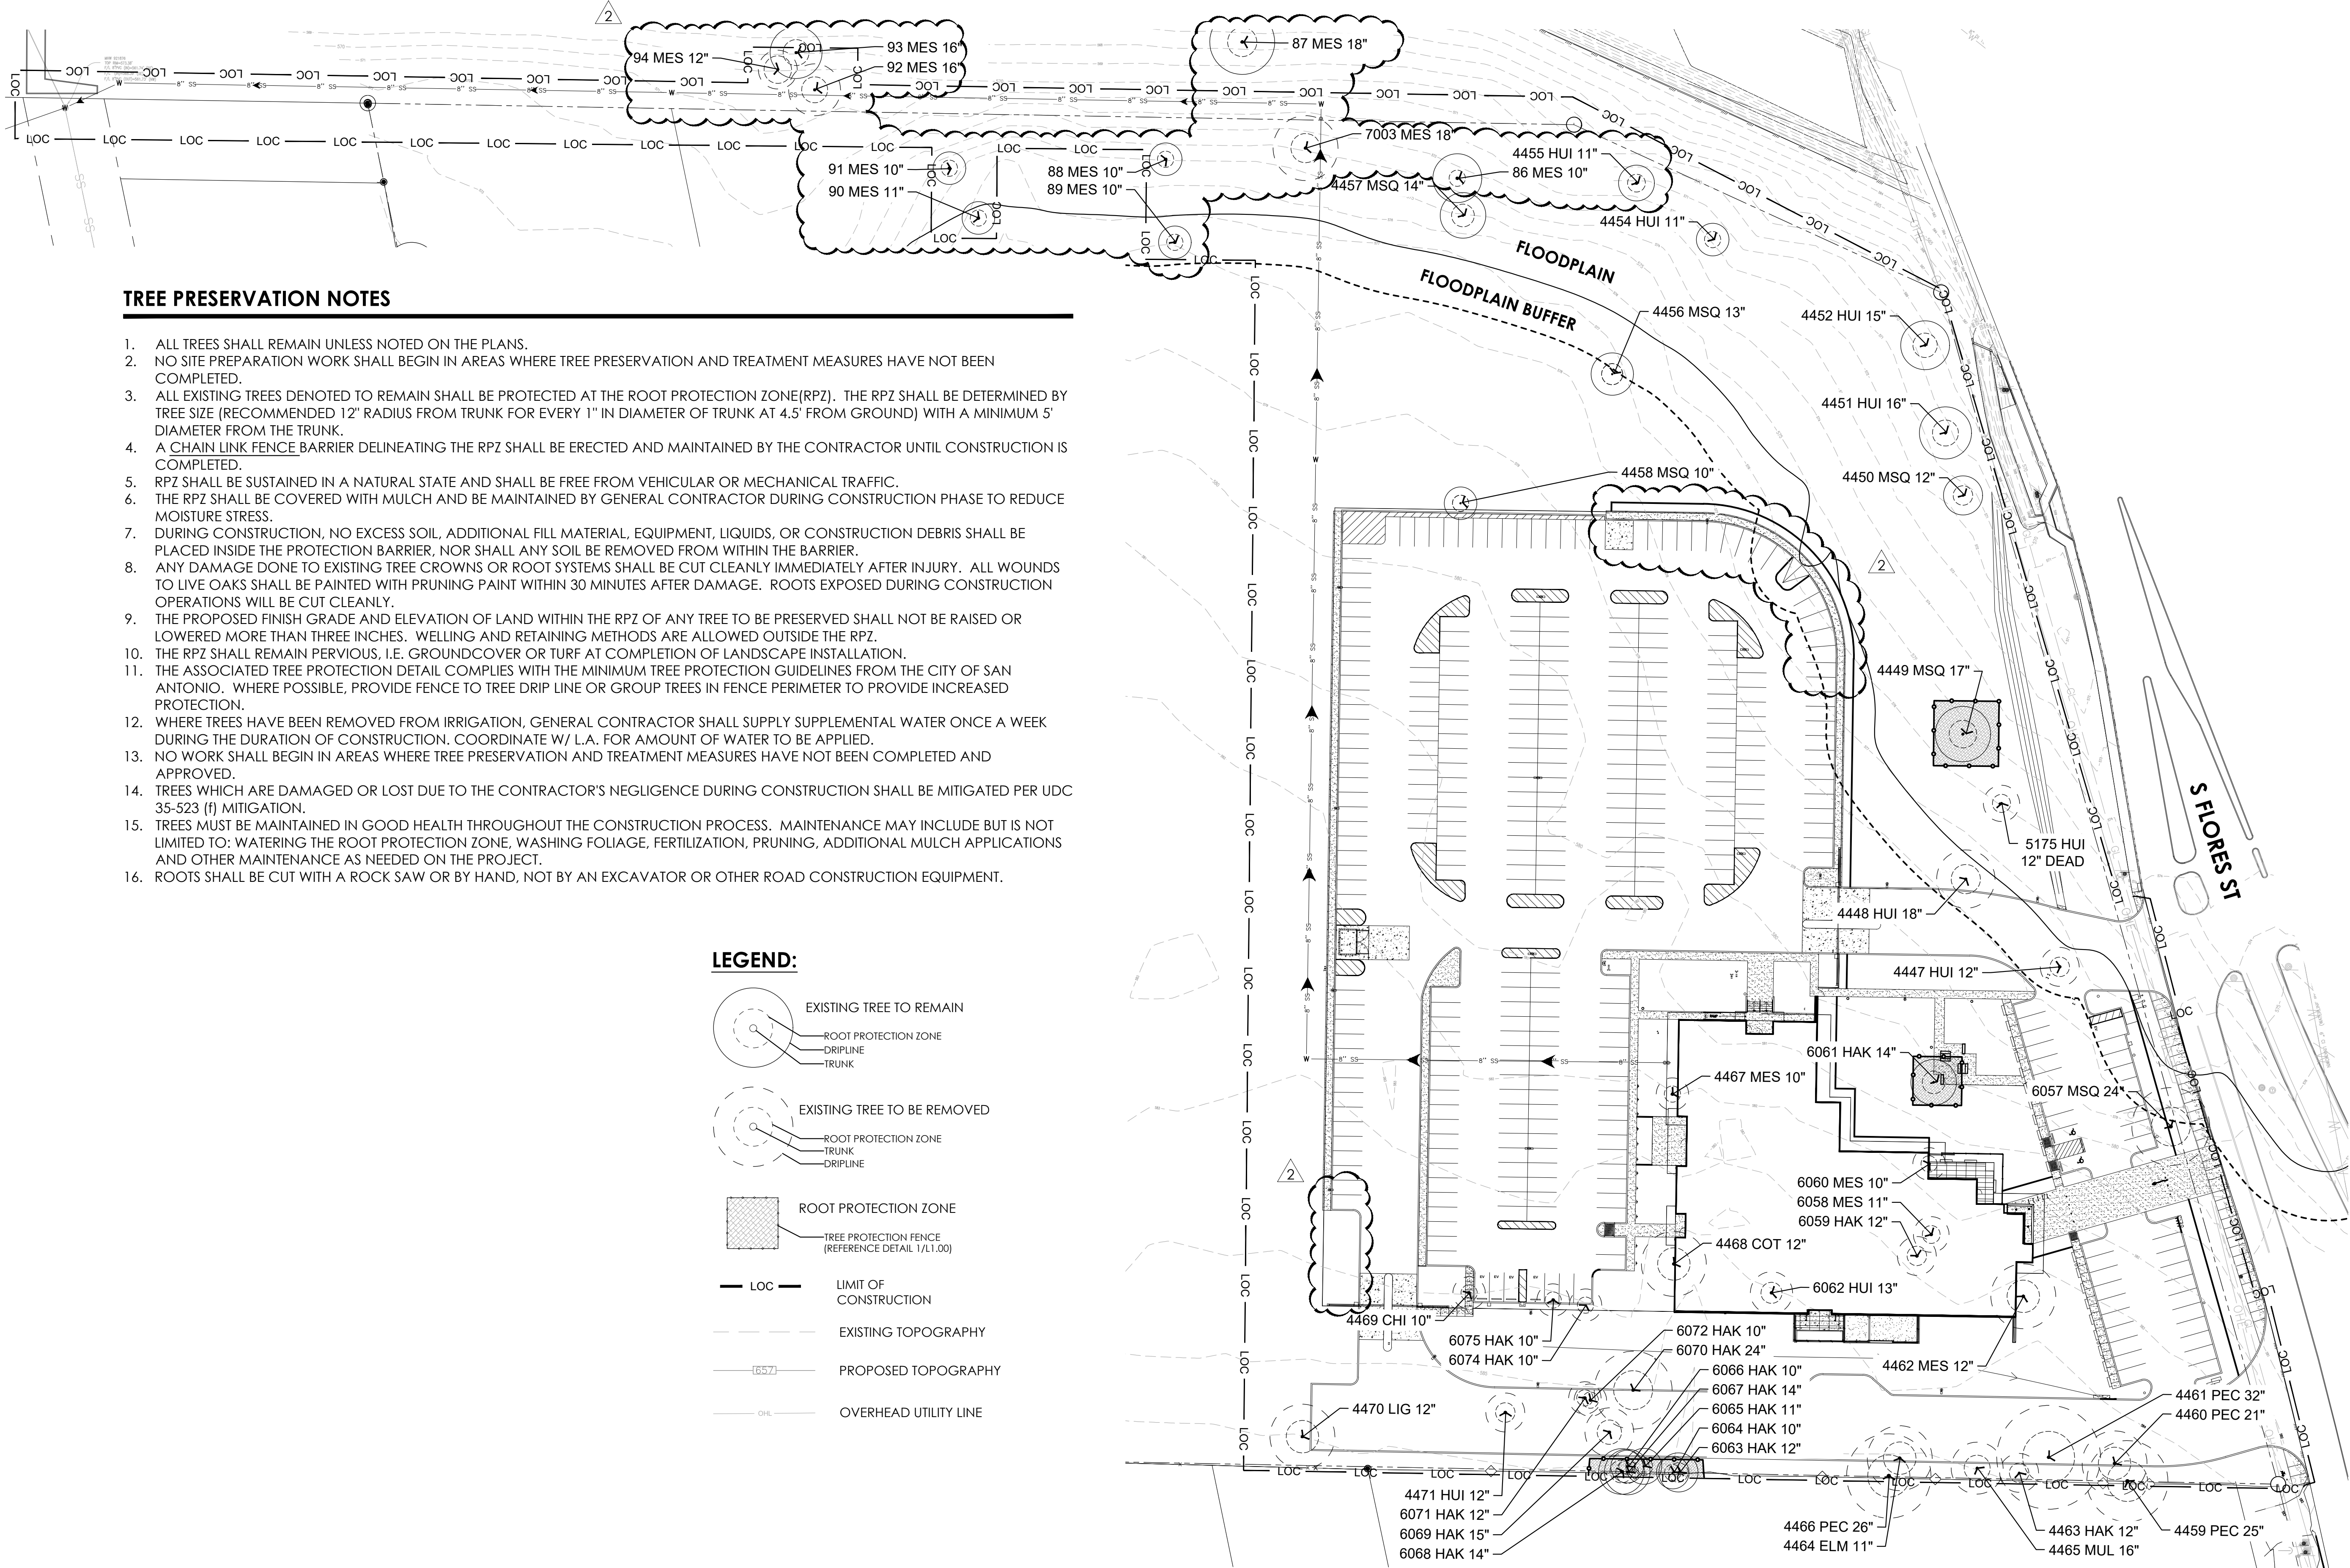 2
94 MES 12"
93 MES 16"
92 MES 16"
87 MES 18"
7003 MES 18"
91 MES 10"
90 MES 11"
88 MES 10"
89 MES 10"
4455 HUI 11"
86 MES 10"
4457 MSQ 14"
4454 HUI 11"
FLOODPLAIN
FLOODPLAIN BUFFER
4456 MSQ 13"
4452 HUI 15"
4451 HUI 16"
4450 MSQ 12"
4458 MSQ 10"
2
4449 MSQ 17"
5175 HUI
12" DEAD
S FLORES ST
4448 HUI 18"
4447 HUI 12"
TREE PRESERVATION NOTES
1. ALL TREES SHALL REMAIN UNLESS NOTED ON THE PLANS.
2. NO SITE PREPARATION WORK SHALL BEGIN IN AREAS WHERE TREE PRESERVATION AND TREATMENT MEASURES HAVE NOT BEEN
COMPLETED.
3. ALL EXISTING TREES DENOTED TO REMAIN SHALL BE PROTECTED AT THE ROOT PROTECTION ZONE(RPZ). THE RPZ SHALL BE DETERMINED BY
TREE SIZE (RECOMMENDED 12" RADIUS FROM TRUNK FOR EVERY 1" IN DIAMETER OF TRUNK AT 4.5' FROM GROUND) WITH A MINIMUM 5'
DIAMETER FROM THE TRUNK.
4. A CHAIN LINK FENCE BARRIER DELINEATING THE RPZ SHALL BE ERECTED AND MAINTAINED BY THE CONTRACTOR UNTIL CONSTRUCTION IS
COMPLETED.
5. RPZ SHALL BE SUSTAINED IN A NATURAL STATE AND SHALL BE FREE FROM VEHICULAR OR MECHANICAL TRAFFIC.
6. THE RPZ SHALL BE COVERED WITH MULCH AND BE MAINTAINED BY GENERAL CONTRACTOR DURING CONSTRUCTION PHASE TO REDUCE
MOISTURE STRESS.
7. DURING CONSTRUCTION, NO EXCESS SOIL, ADDITIONAL FILL MATERIAL, EQUIPMENT, LIQUIDS, OR CONSTRUCTION DEBRIS SHALL BE
PLACED INSIDE THE PROTECTION BARRIER, NOR SHALL ANY SOIL BE REMOVED FROM WITHIN THE BARRIER.
8. ANY DAMAGE DONE TO EXISTING TREE CROWNS OR ROOT SYSTEMS SHALL BE CUT CLEANLY IMMEDIATELY AFTER INJURY. ALL WOUNDS
TO LIVE OAKS SHALL BE PAINTED WITH PRUNING PAINT WITHIN 30 MINUTES AFTER DAMAGE. ROOTS EXPOSED DURING CONSTRUCTION
OPERATIONS WILL BE CUT CLEANLY.
9. THE PROPOSED FINISH GRADE AND ELEVATION OF LAND WITHIN THE RPZ OF ANY TREE TO BE PRESERVED SHALL NOT BE RAISED OR
LOWERED MORE THAN THREE INCHES. WELLING AND RETAINING METHODS ARE ALLOWED OUTSIDE THE RPZ.
10. THE RPZ SHALL REMAIN PERVIOUS, I.E. GROUNDCOVER OR TURF AT COMPLETION OF LANDSCAPE INSTALLATION.
11. THE ASSOCIATED TREE PROTECTION DETAIL COMPLIES WITH THE MINIMUM TREE PROTECTION GUIDELINES FROM THE CITY OF SAN
ANTONIO. WHERE POSSIBLE, PROVIDE FENCE TO TREE DRIP LINE OR GROUP TREES IN FENCE PERIMETER TO PROVIDE INCREASED
PROTECTION.
12. WHERE TREES HAVE BEEN REMOVED FROM IRRIGATION, GENERAL CONTRACTOR SHALL SUPPLY SUPPLEMENTAL WATER ONCE A WEEK
DURING THE DURATION OF CONSTRUCTION. COORDINATE W/ L.A. FOR AMOUNT OF WATER TO BE APPLIED.
13. NO WORK SHALL BEGIN IN AREAS WHERE TREE PRESERVATION AND TREATMENT MEASURES HAVE NOT BEEN COMPLETED AND
APPROVED.
14. TREES WHICH ARE DAMAGED OR LOST DUE TO THE CONTRACTOR'S NEGLIGENCE DURING CONSTRUCTION SHALL BE MITIGATED PER UDC
35-523 (f) MITIGATION.
15. TREES MUST BE MAINTAINED IN GOOD HEALTH THROUGHOUT THE CONSTRUCTION PROCESS. MAINTENANCE MAY INCLUDE BUT IS NOT
LIMITED TO: WATERING THE ROOT PROTECTION ZONE, WASHING FOLIAGE, FERTILIZATION, PRUNING, ADDITIONAL MULCH APPLICATIONS
AND OTHER MAINTENANCE AS NEEDED ON THE PROJECT.
16. ROOTS SHALL BE CUT WITH A ROCK SAW OR BY HAND, NOT BY AN EXCAVATOR OR OTHER ROAD CONSTRUCTION EQUIPMENT.
LEGEND:
EXISTING TREE TO REMAIN
ROOT PROTECTION ZONE
DRIPLINE
TRUNK
EXISTING TREE TO BE REMOVED
ROOT PROTECTION ZONE
TRUNK
DRIPLINE
ROOT PROTECTION ZONE
TREE PROTECTION FENCE
(REFERENCE DETAIL 1/L1.00)
LOC LIMIT OF
CONSTRUCTION
EXISTING TOPOGRAPHY
657 PROPOSED TOPOGRAPHY
OHL OVERHEAD UTILITY LINE
6061 HAK 14"
4467 MES 10"
6057 MSQ 24"
2
6060 MES 10"
6058 MES 11"
6059 HAK 12"
4468 COT 12"
6062 HUI 13"
4469 CHI 10"
6075 HAK 10"
6074 HAK 10"
6072 HAK 10"
6070 HAK 24"
6066 HAK 10"
6067 HAK 14"
6065 HAK 11"
6064 HAK 10"
6063 HAK 12"
4462 MES 12"
4461 PEC 32"
4460 PEC 21"
4470 LIG 12"
4471 HUI 12"
6071 HAK 12"
6069 HAK 15"
6068 HAK 14"
4466 PEC 26"
4464 ELM 11"
4463 HAK 12"
4465 MUL 16"
4459 PEC 25"